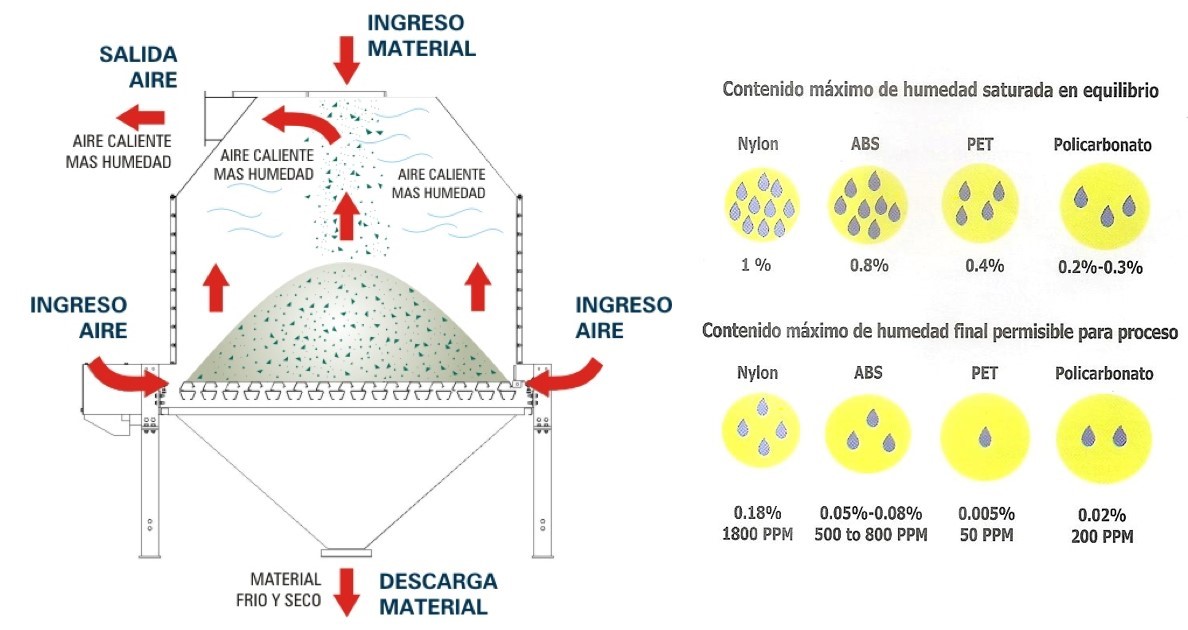 INGRESO
MATERIAL
SALIDA
AIRE
AIRE CALIENTE
MAS HUMEDAD
AIRE CALIENTE
MAS HUMEDAD
AIRE CALIENTE
MAS HUMEDAD
INGRESO
AIRE
INGRESO
AIRE
MATERIAL
FRIO Y SECO
DESCARGA
MATERIAL
Contenido máximo de humedad saturada en equilibrio
Nylon ABS PET Policarbonato
1 % 0.8% 0.4% 0.2%-0.3%
Contenido máximo de humedad final permisible para proceso
Nylon ABS PET Policarbonato
0.18% 0.05%-0.08% 0.005% 0.02%
1800 PPM 500 to 800 PPM 50 PPM 200 PPM